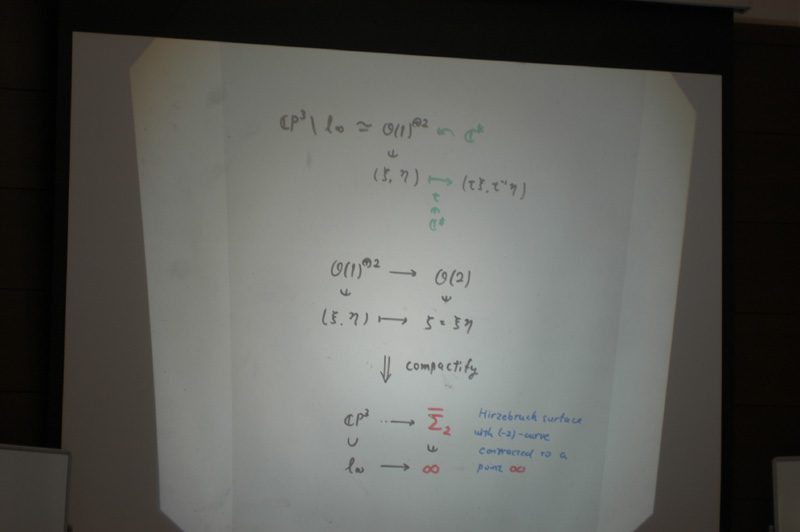 ℂP³ \ l∞ ≃ O(1)^{⊕2} ↶ ℂ*
(ξ, η) ↦ (τξ, τ⁻¹η)
τ
ℂ*
O(1)^{⊕2} → O(2)
(ξ, η) ↦ ζ = ξη
⇓ compactify
ℂP³ ⇢ Σ̄₂ Hirzebruch surface
∪ with (-2)-curve
contracted to a
l∞ → ∞ point ∞